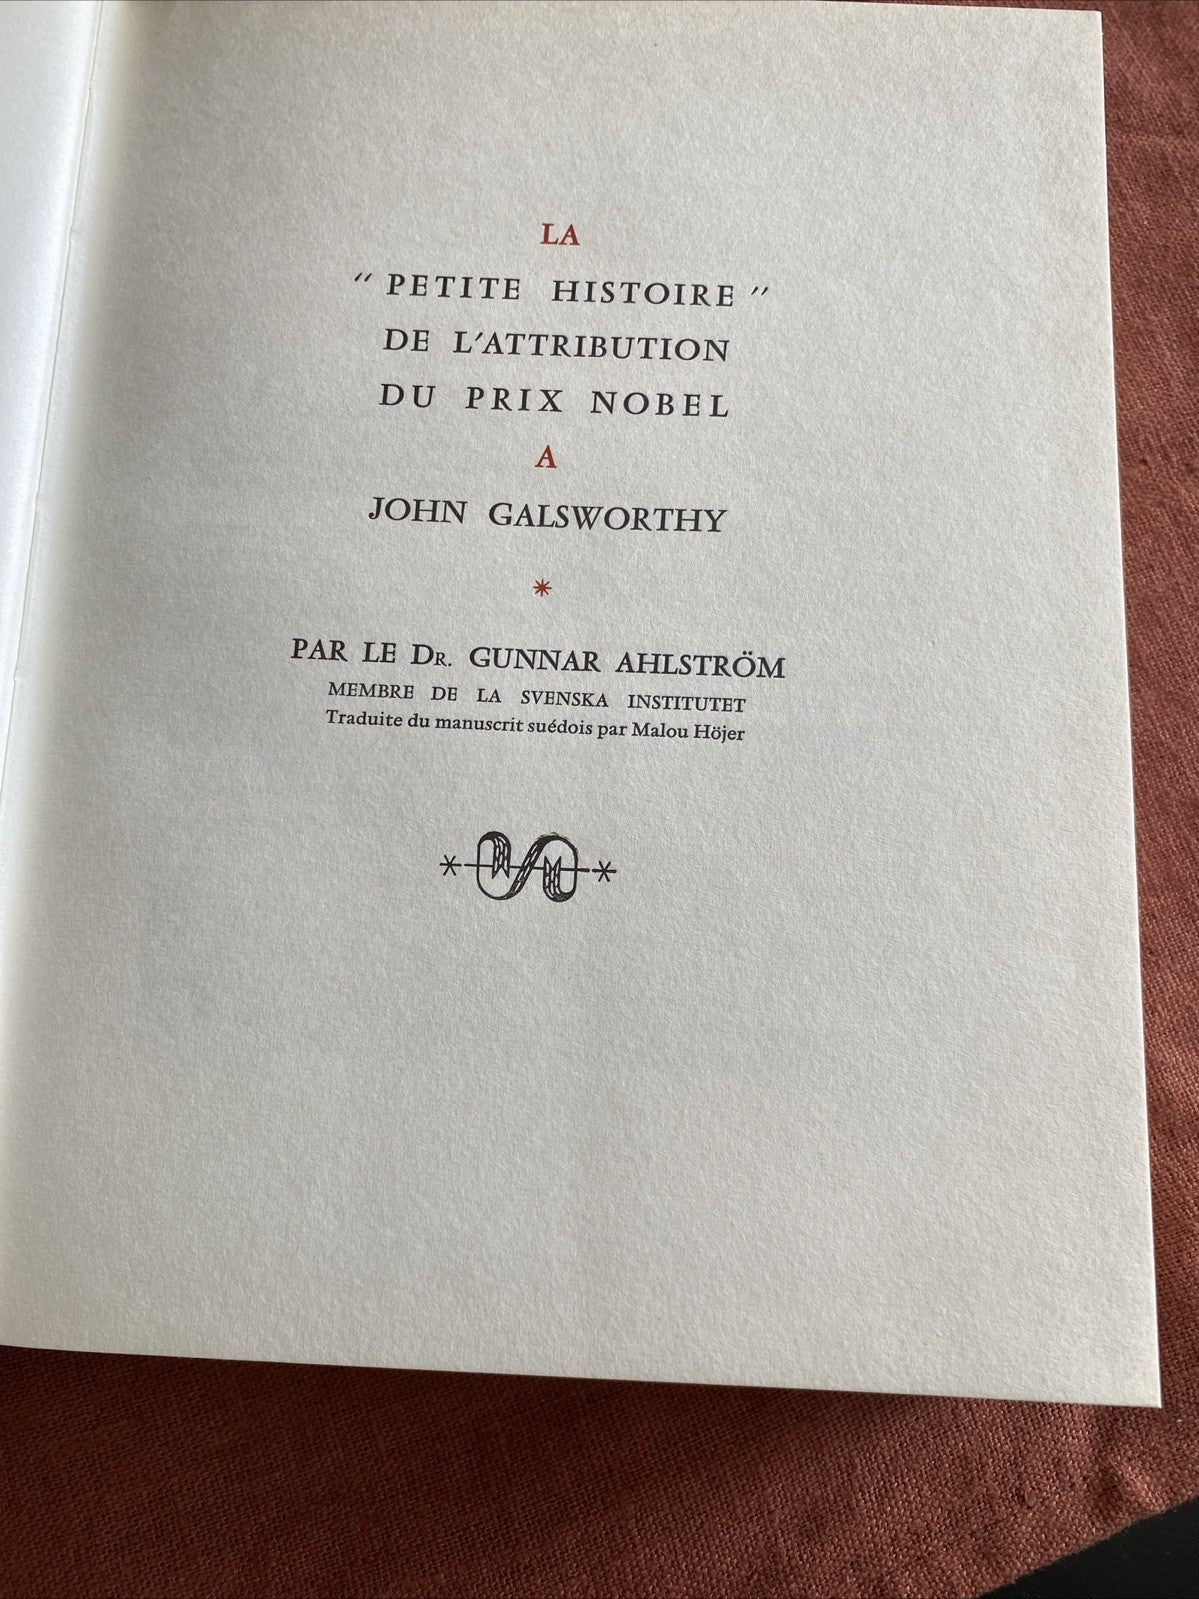 LA
" PETITE HISTOIRE "
DE L'ATTRIBUTION
DU PRIX NOBEL
A
JOHN GALSWORTHY
*
PAR LE DR. GUNNAR AHLSTRÖM
MEMBRE DE LA SVENSKA INSTITUTET
Traduite du manuscrit suédois par Malou Höjer